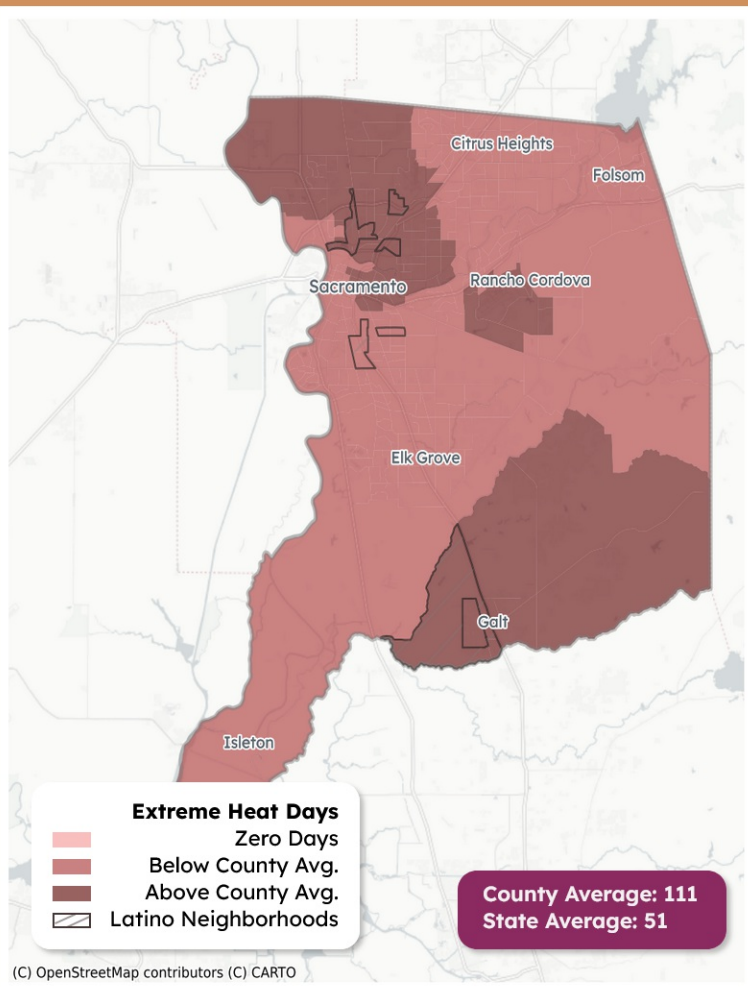 Citrus Heights
Folsom
Rancho Cordova
Sacramento
Elk Grove
Galt
Isleton
Extreme Heat Days
Zero Days
Below County Avg.
Above County Avg.
Latino Neighborhoods
County Average: 111
State Average: 51
(C) OpenStreetMap contributors (C) CARTO